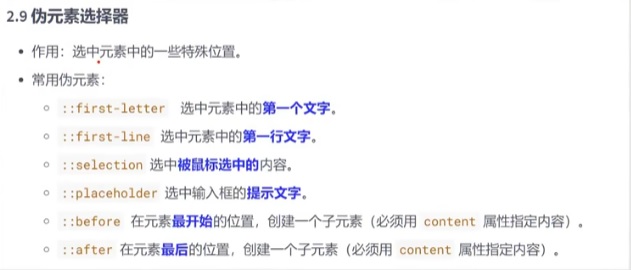 2.9 伪元素选择器
作用：选中元素中的一些特殊位置。
常用伪元素：
::first-letter 选中元素中的第一个文字。
::first-line 选中元素中的第一行文字。
::selection 选中被鼠标选中的内容。
::placeholder 选中输入框的提示文字。
::before 在元素最开始的位置，创建一个子元素（必须用 content 属性指定内容）。
::after 在元素最后的位置，创建一个子元素（必须用 content 属性指定内容）。